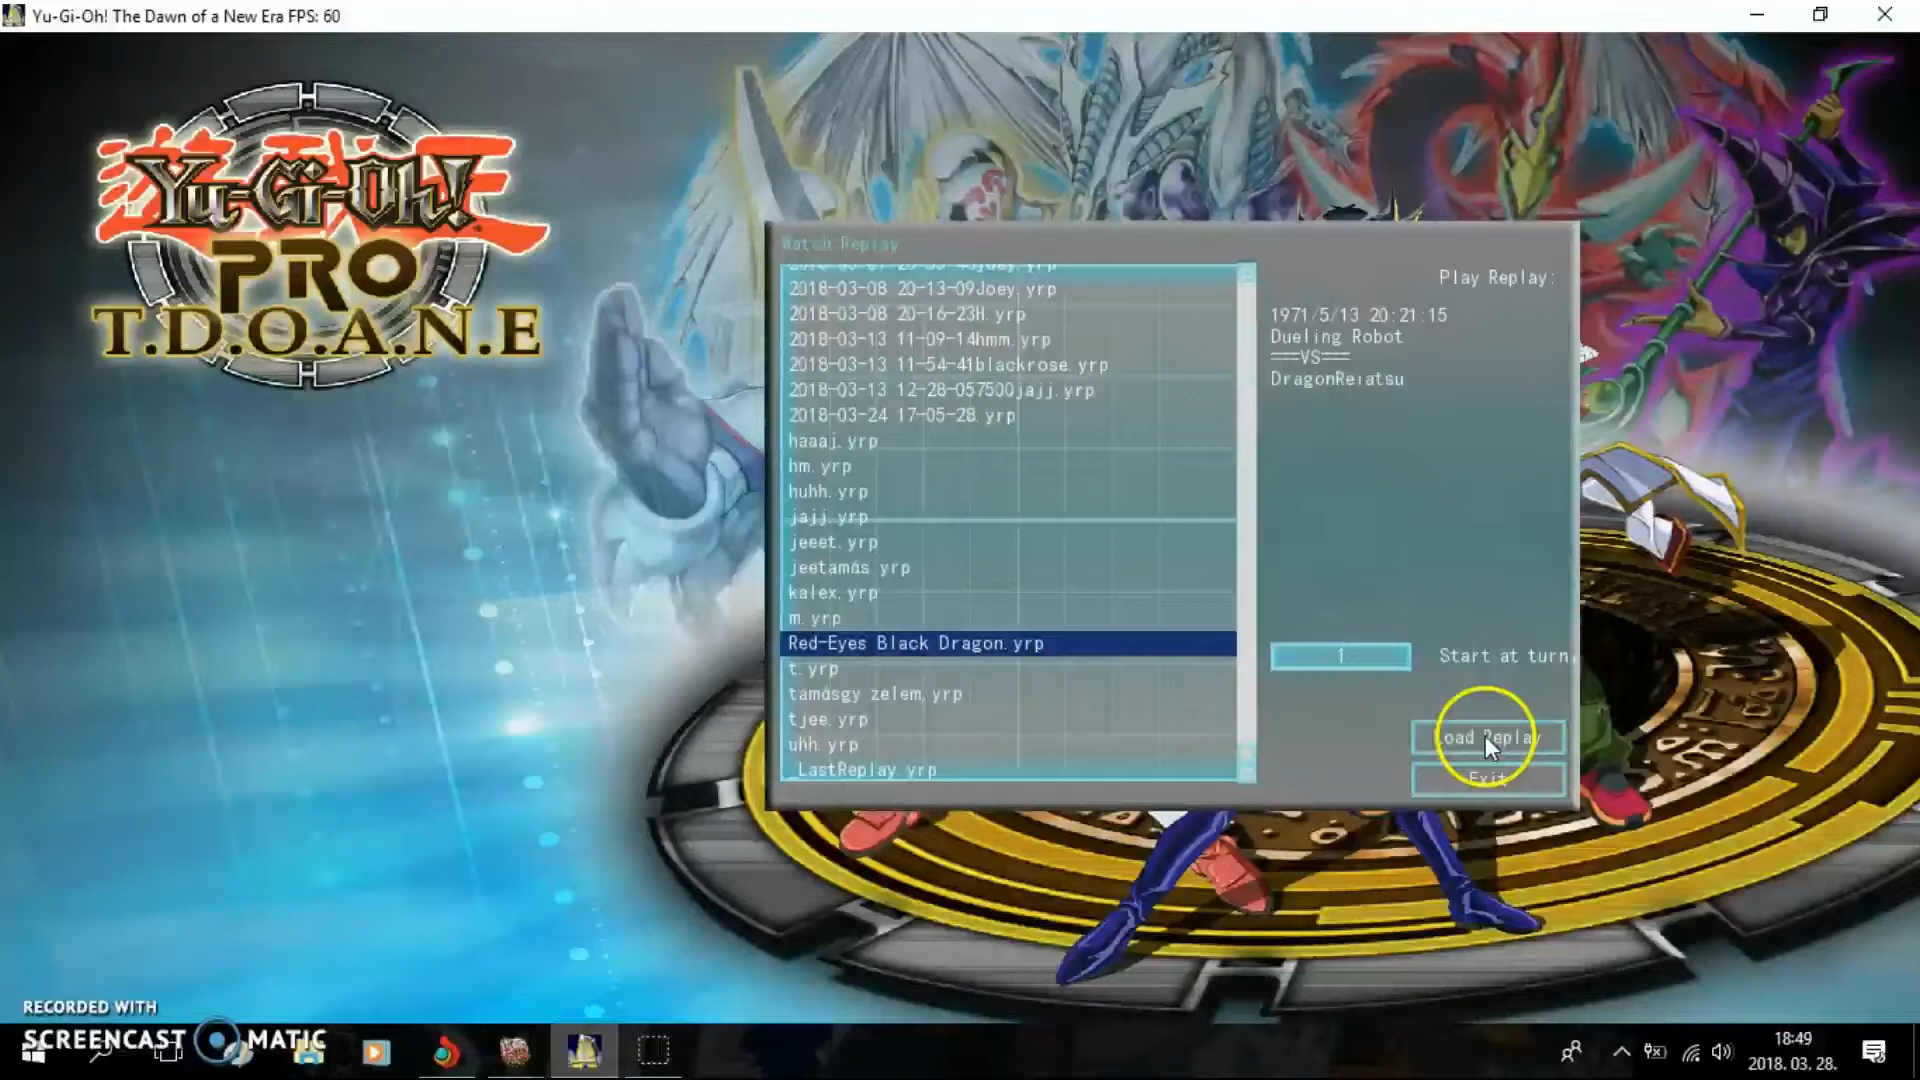 Yu-Gi-Oh! The Dawn of a New Era FPS: 60
Yu-Gi-Oh!
PRO
T.D.O.A.N.E
Watch Replay
2018-03-08 20-13-09Joey.yrp
2018-03-08 20-16-23H.yrp
2018-03-13 11-09-14hmm.yrp
2018-03-13 11-54-41blackrose.yrp
2018-03-13 12-28-057500jajj.yrp
2018-03-24 17-05-28.yrp
haaaj.yrp
hm.yrp
huhh.yrp
jajj.yrp
jeeet.yrp
jeetamás yrp
kalex.yrp
m.yrp
Red-Eyes Black Dragon.yrp
t.yrp
tamásgy zelem.yrp
tjee.yrp
uhh.yrp
_LastReplay.yrp
Play Replay:
1971/5/13 20:21:15
Dueling Robot
===VS===
DragonReiatsu
1 Start at turn
Load Replay
Exit
RECORDED WITH
SCREENCAST MATIC
18:49
2018. 03. 28.